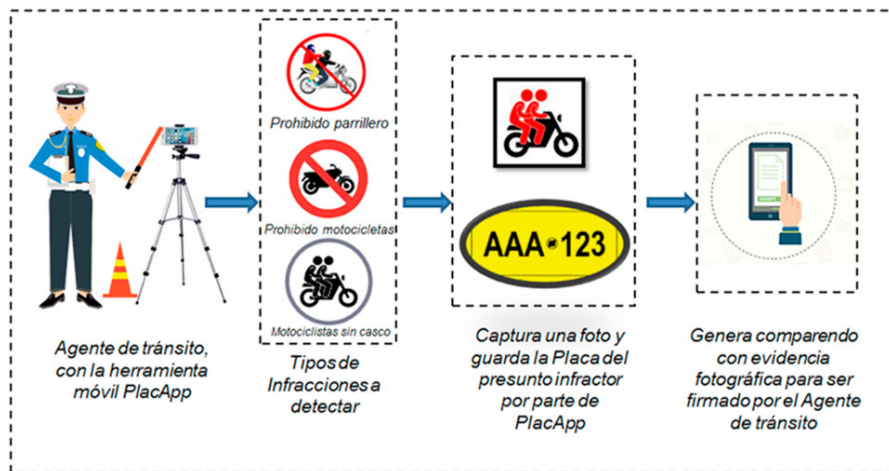 Prohibido parrillero
Prohibido motocicletas
Motociclistas sin casco
AAA 123
Agente de tránsito,
con la herramienta
móvil PlacApp
Tipos de
Infracciones a
detectar
Captura una foto y
guarda la Placa del
presunto infractor
por parte de
PlacApp
Genera comparendo
con evidencia
fotográfica para ser
firmado por el Agente
de tránsito